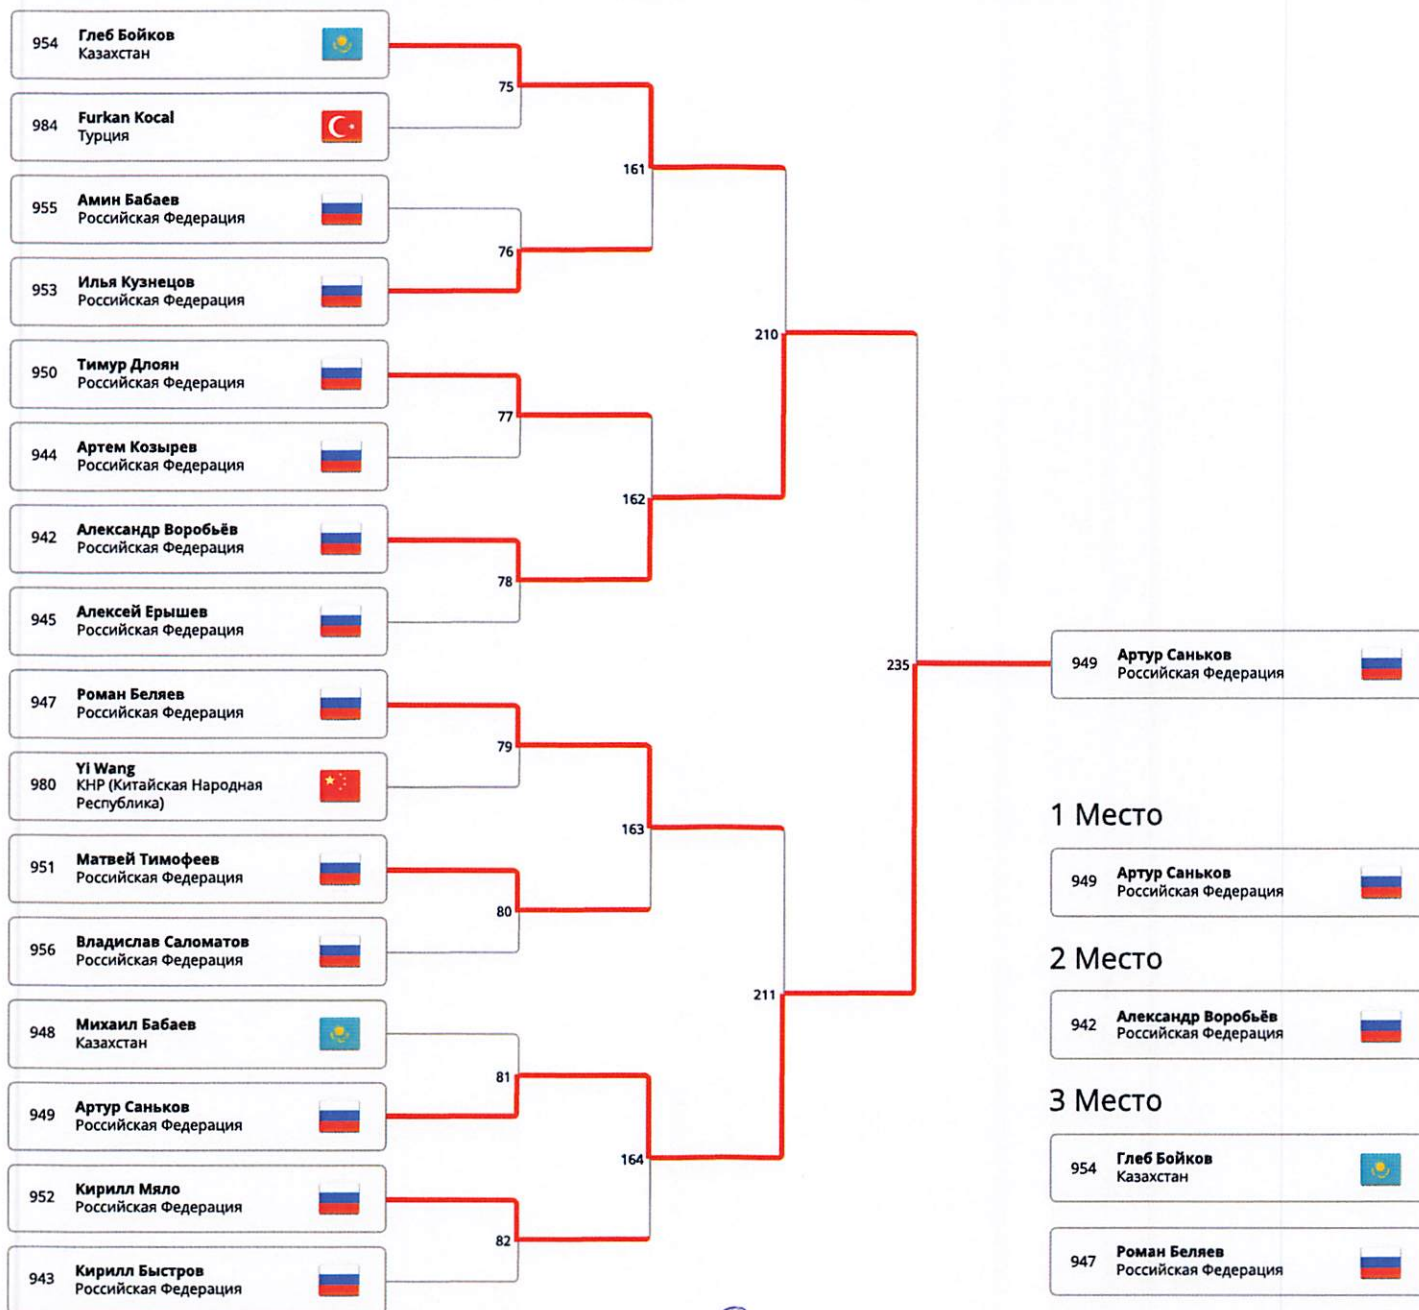 954
Глеб Бойков
Казахстан
75
984
Furkan Kocal
Турция
161
955
Амин Бабаев
Российская Федерация
76
953
Илья Кузнецов
Российская Федерация
210
950
Тимур Длоян
Российская Федерация
77
944
Артем Козырев
Российская Федерация
162
942
Александр Воробьёв
Российская Федерация
78
945
Алексей Ерышев
Российская Федерация
235
947
Роман Беляев
Российская Федерация
79
980
Yi Wang
КНР (Китайская Народная
Республика)
163
951
Матвей Тимофеев
Российская Федерация
80
956
Владислав Саломатов
Российская Федерация
211
948
Михаил Бабаев
Казахстан
81
949
Артур Саньков
Российская Федерация
164
952
Кирилл Мяло
Российская Федерация
82
943
Кирилл Быстров
Российская Федерация
949
Артур Саньков
Российская Федерация
1 Место
949
Артур Саньков
Российская Федерация
2 Место
942
Александр Воробьёв
Российская Федерация
3 Место
954
Глеб Бойков
Казахстан
947
Роман Беляев
Российская Федерация